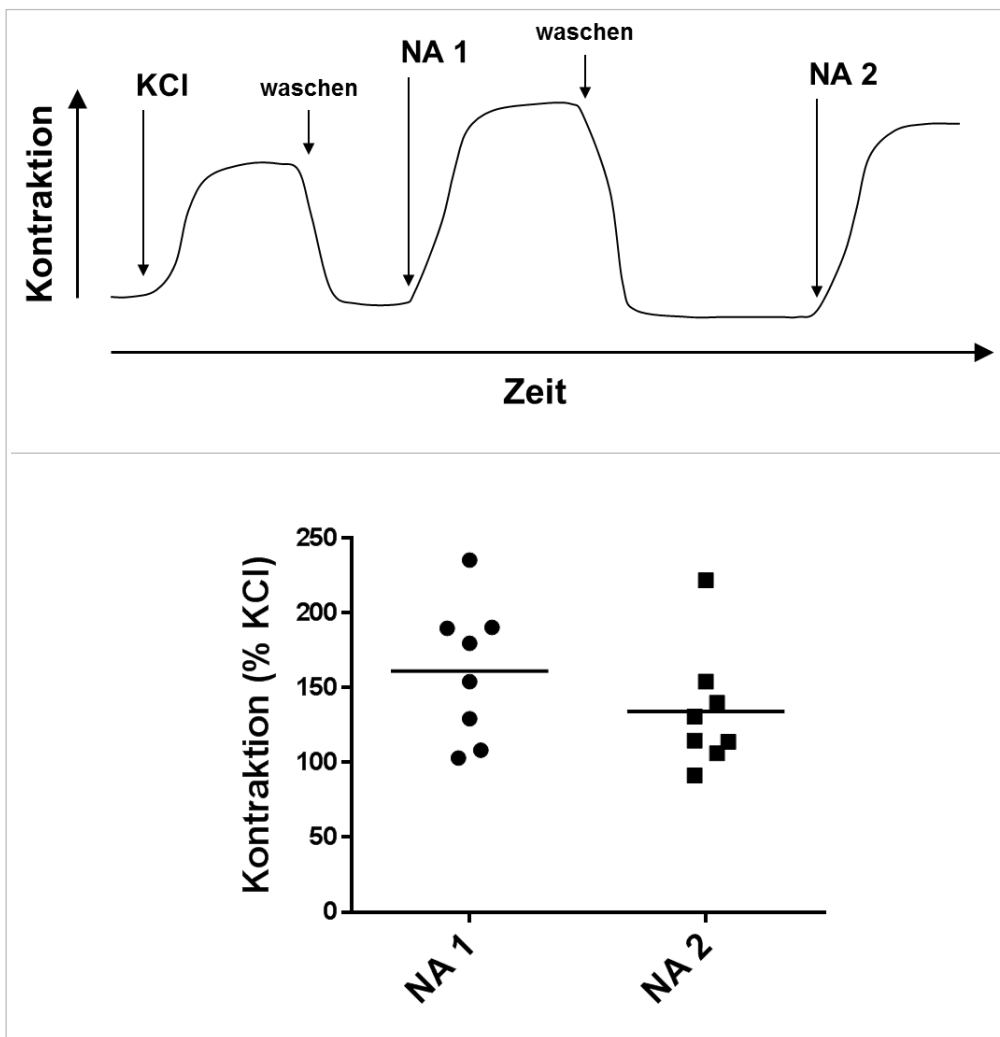 waschen
NA 1
KCl
waschen
NA 2
Kontraktion
Zeit
250
200
150
100
50
0
Kontraktion (% KCl)
NA 1
NA 2